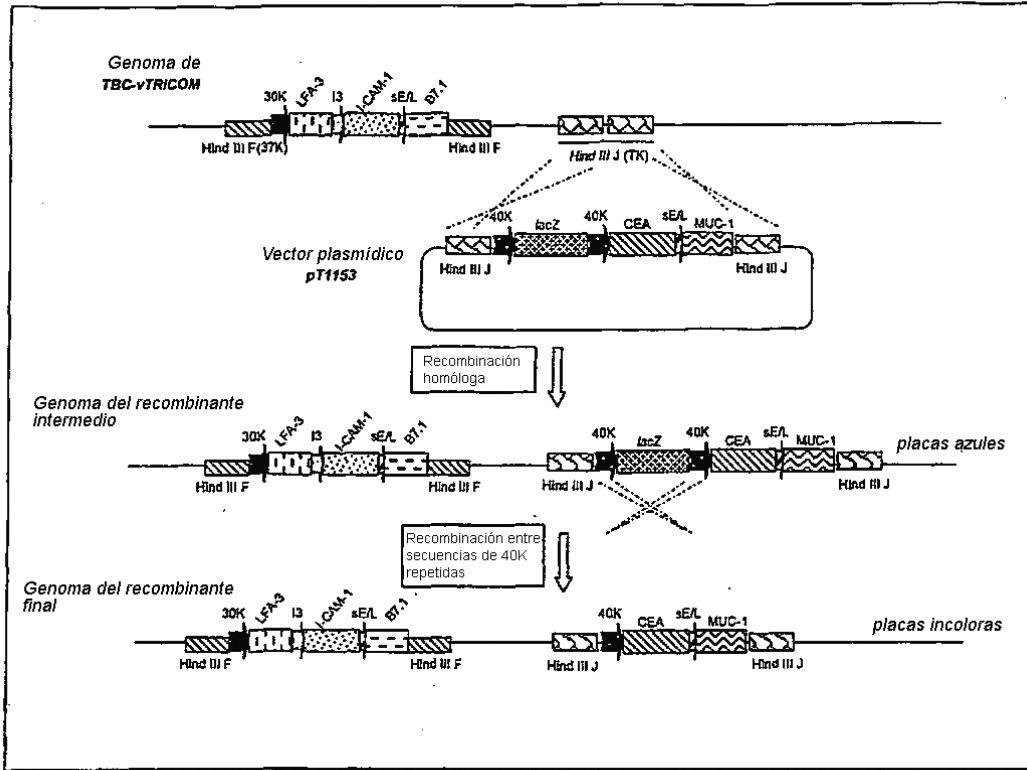 Genoma de
TBC-vTRICOM
30K LFA-3 I3 I-CAM-1 sE/L B7.1
Hind III F(37K) Hind III F Hind III J (TK)
40K lacZ 40K CEA sE/L MUC-1
Vector plasmídico
pT1153
Hind III J Hind III J
Recombinación
homóloga
Genoma del recombinante
intermedio
30K LFA-3 I3 I-CAM-1 sE/L B7.1 40K lacZ 40K CEA sE/L MUC-1
placas azules
Hind III F Hind III F Hind III J Hind III J
Recombinación entre
secuencias de 40K
repetidas
Genoma del recombinante
final
30K LFA-3 I3 I-CAM-1 sE/L B7.1 40K CEA sE/L MUC-1
placas incoloras
Hind III F Hind III F Hind III J Hind III J